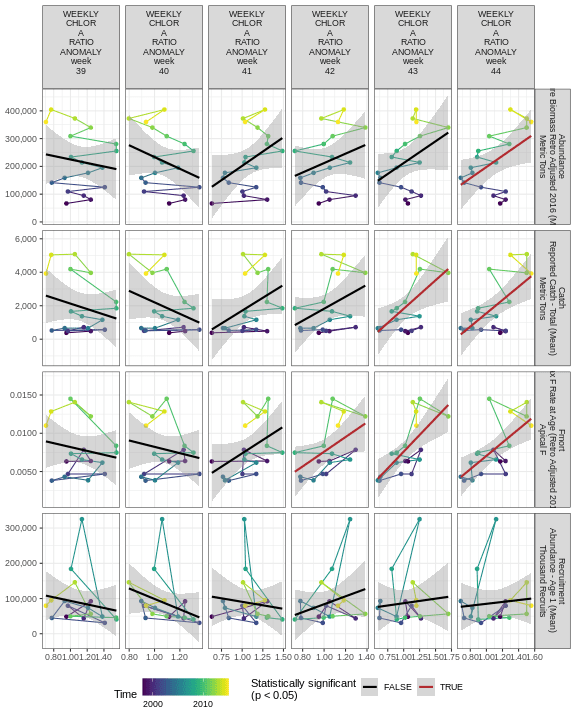 WEEKLY
CHLOR
A
RATIO
ANOMALY
week
39
WEEKLY
CHLOR
A
RATIO
ANOMALY
week
40
WEEKLY
CHLOR
A
RATIO
ANOMALY
week
41
WEEKLY
CHLOR
A
RATIO
ANOMALY
week
42
WEEKLY
CHLOR
A
RATIO
ANOMALY
week
43
WEEKLY
CHLOR
A
RATIO
ANOMALY
week
44
400,000
300,000
200,000
100,000
0
Abundance
re Biomass Retro Adjusted 2016 (M
Metric Tons
6,000
4,000
2,000
0
Catch
Reported Catch - Total (Mean)
Metric Tons
0.0150
0.0100
0.0050
Fmort
x F Rate at Age (Retro Adjusted 201
Apical F
300,000
200,000
100,000
0
Recruitment
Abundance - Age 1 (Mean)
Thousand Recruits
0.80 1.00 1.20 1.40
0.80 1.00 1.20
0.75 1.00 1.25 1.50
0.80 1.00 1.20 1.40
0.75 1.00 1.25 1.50 1.75
0.80 1.00 1.20 1.40 1.60
Time
2000 2010
Statistically significant
(p < 0.05)
FALSE
TRUE